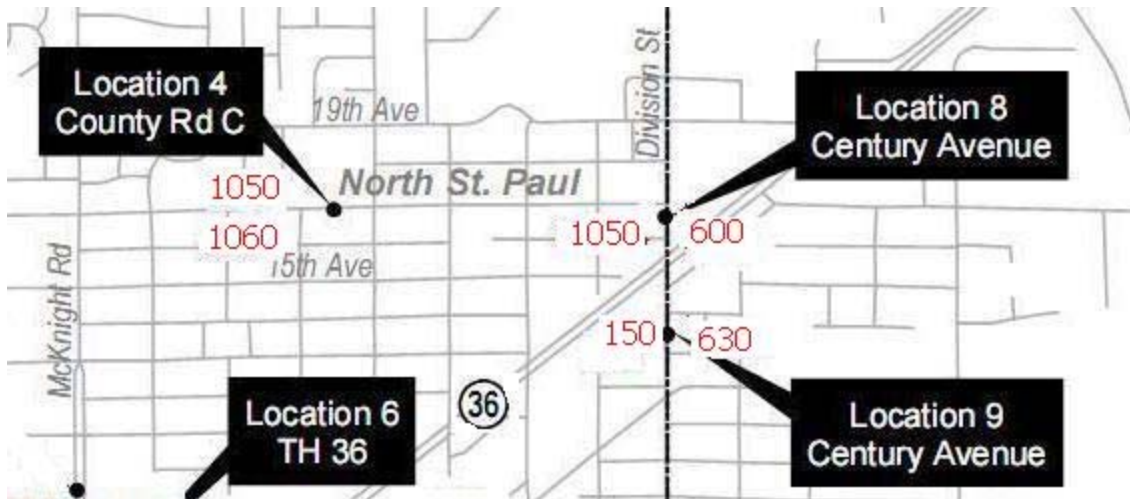 Location 4
County Rd C
19th Ave
Division St
Location 8
Century Avenue
1050
North St. Paul
1060
1050
600
15th Ave
McKnight Rd
150
630
36
Location 6
TH 36
Location 9
Century Avenue